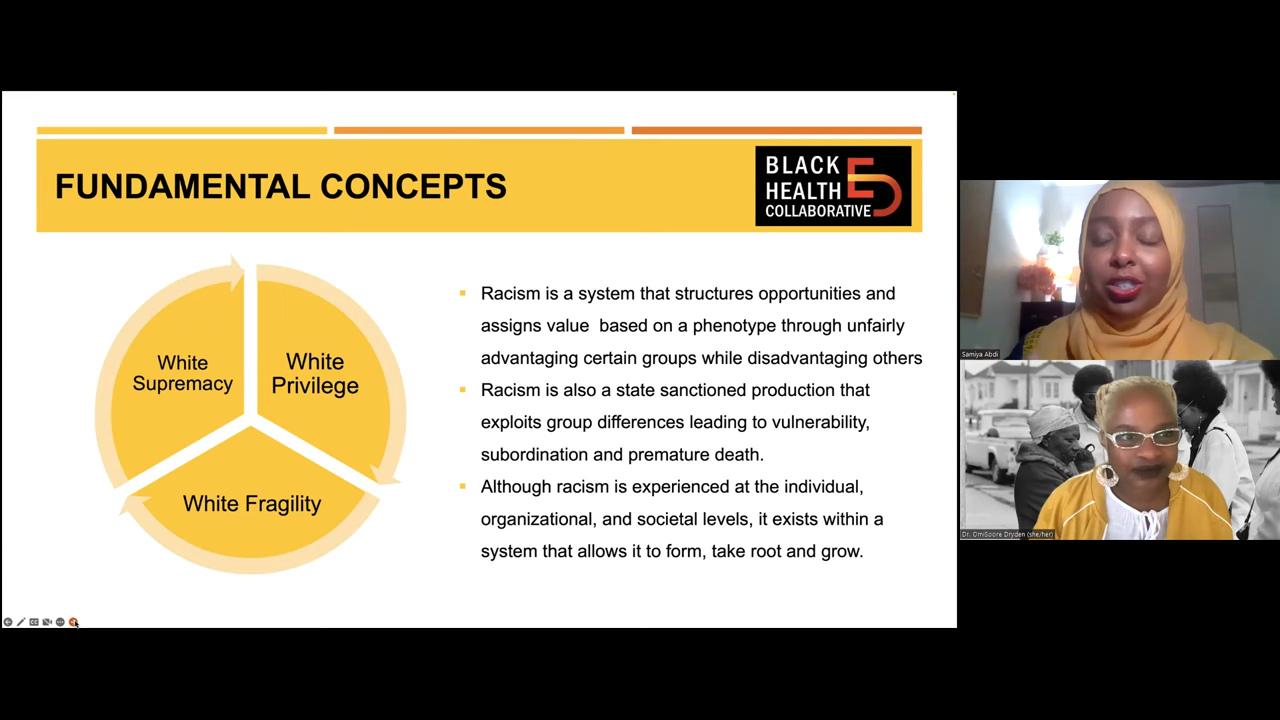 FUNDAMENTAL CONCEPTS
BLACK
HEALTH
COLLABORATIVE
ED
White
Supremacy
White
Privilege
White Fragility
Racism is a system that structures opportunities and
assigns value  based on a phenotype through unfairly
advantaging certain groups while disadvantaging others
Racism is also a state sanctioned production that
exploits group differences leading to vulnerability,
subordination and premature death.
Although racism is experienced at the individual,
organizational, and societal levels, it exists within a
system that allows it to form, take root and grow.
Samiya Abdi
Dr. OmiSoore Dryden (she/her)